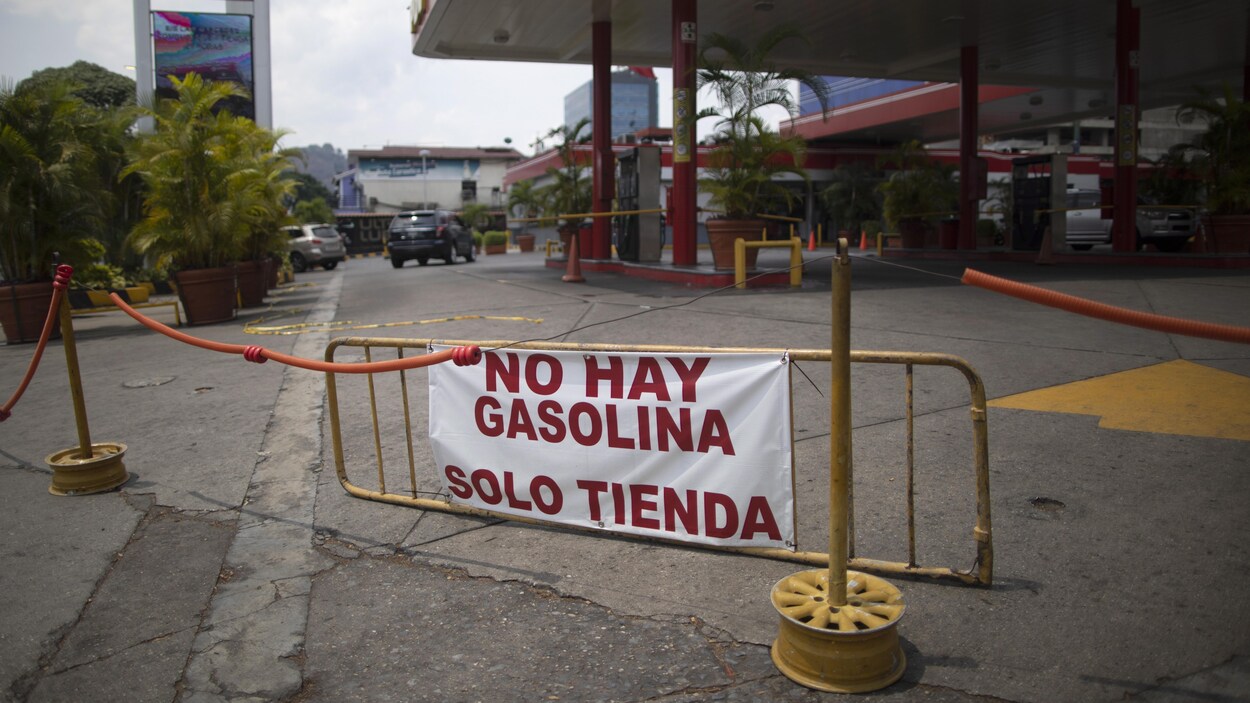 NO HAY
GASOLINA
SOLO TIENDA